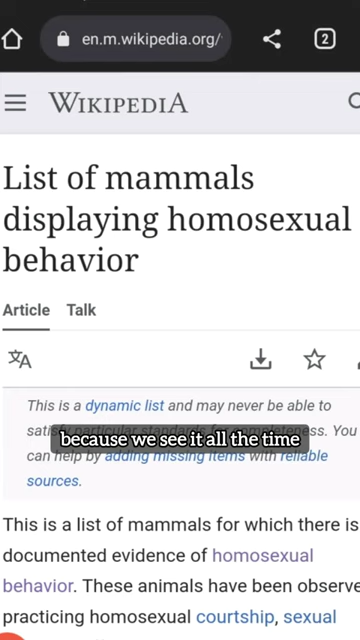 en.m.wikipedia.org/
2
WIKIPEDIA
List of mammals
displaying homosexual
behavior
Article Talk
This is a dynamic list and may never be able to
because we see it all the time
can help by adding missing items with reliable
sources.
This is a list of mammals for which there is
documented evidence of homosexual
behavior. These animals have been observe
practicing homosexual courtship, sexual